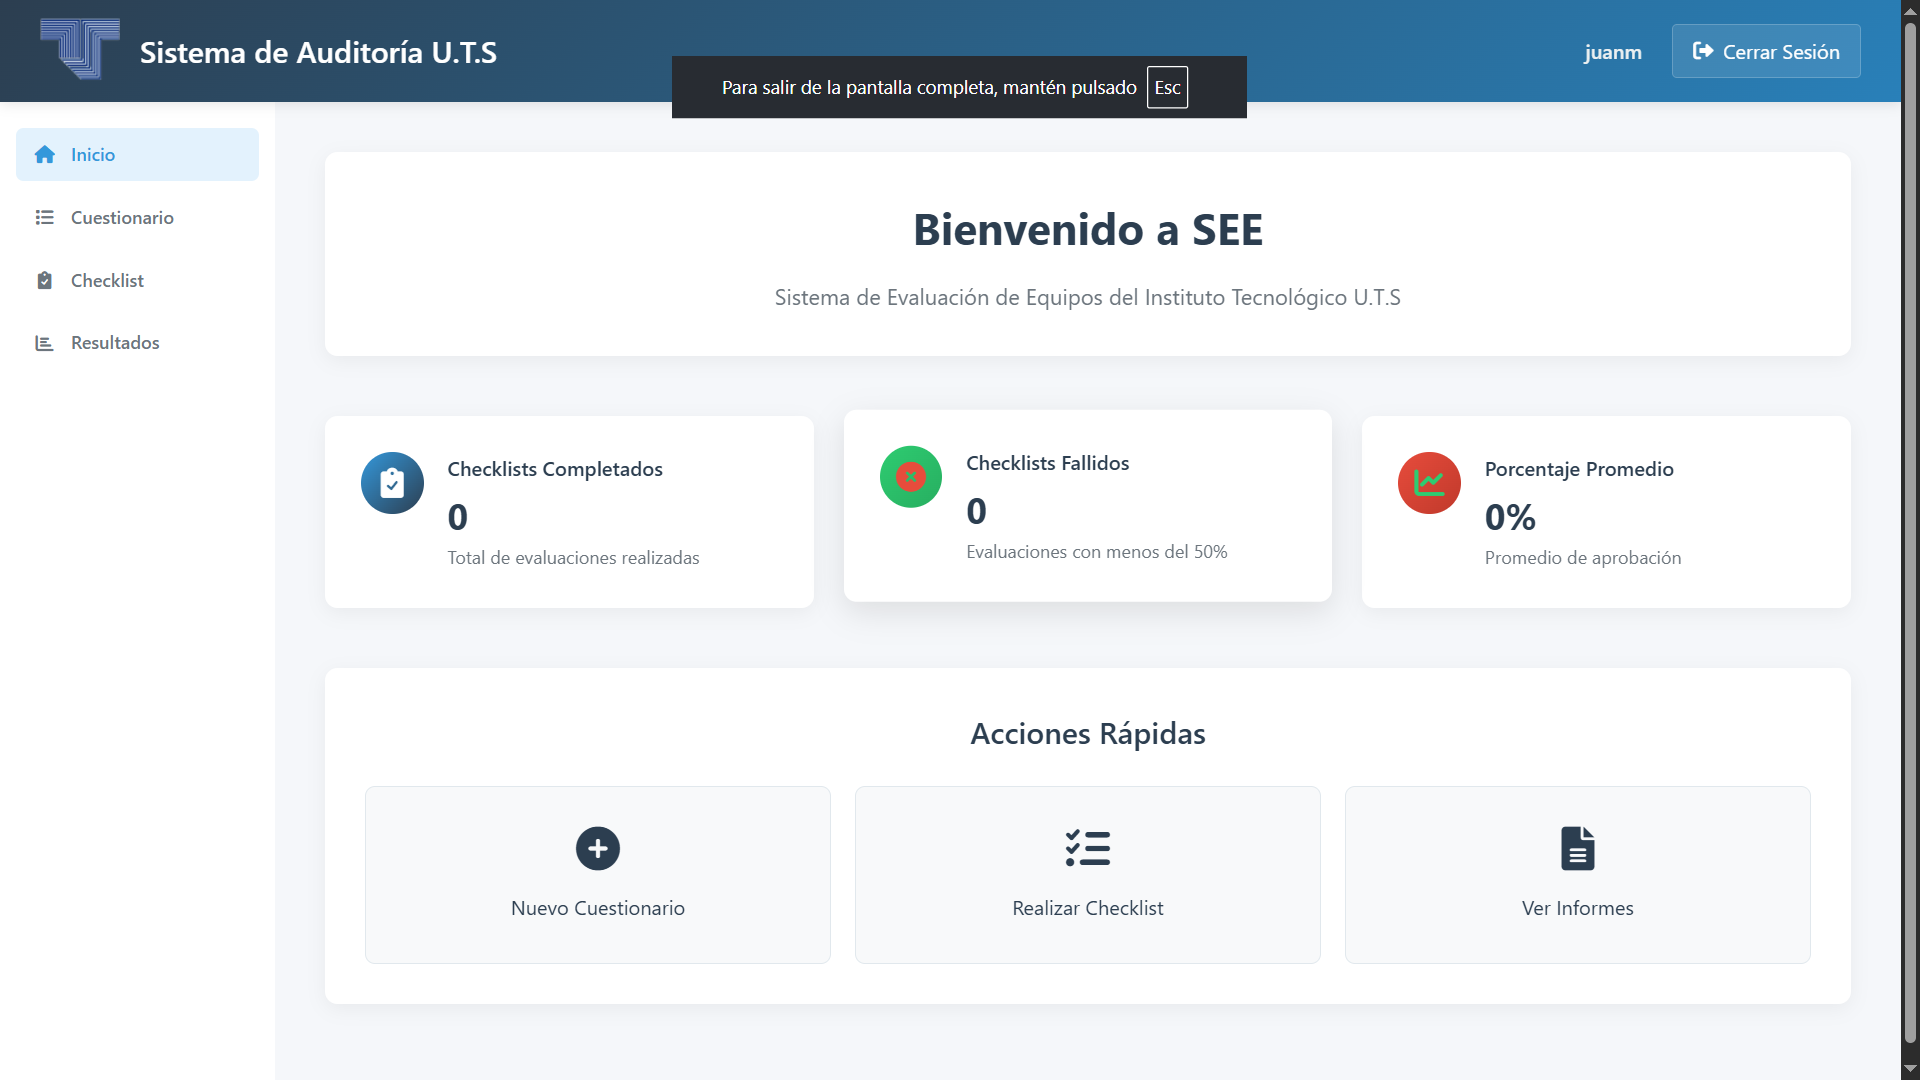 Sistema de Auditoría U.T.S
Para salir de la pantalla completa, mantén pulsado Esc
juanm
Cerrar Sesión
Inicio
Cuestionario
Checklist
Resultados
Bienvenido a SEE
Sistema de Evaluación de Equipos del Instituto Tecnológico U.T.S
Checklists Completados
0
Total de evaluaciones realizadas
Checklists Fallidos
0
Evaluaciones con menos del 50%
Porcentaje Promedio
0%
Promedio de aprobación
Acciones Rápidas
Nuevo Cuestionario
Realizar Checklist
Ver Informes